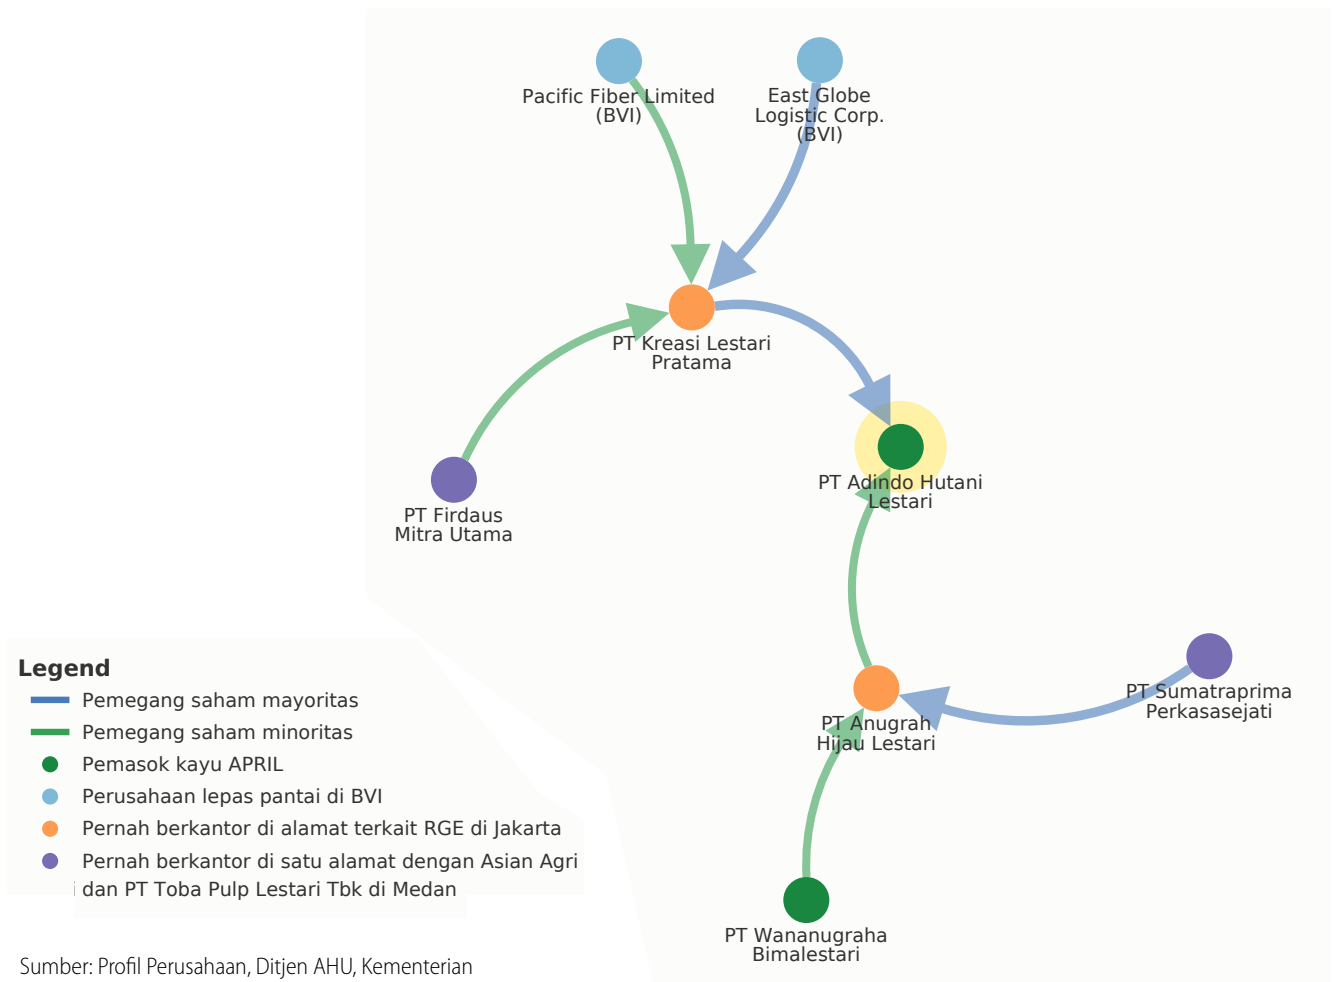 Pacific Fiber Limited
(BVI)
East Globe
Logistic Corp.
(BVI)
PT Kreasi Lestari
Pratama
PT Adindo Hutani
Lestari
PT Firdaus
Mitra Utama
PT Sumatraprima
Perkasasejati
PT Anugrah
Hijau Lestari
PT Wananugraha
Bimalestari
Legend
Pemegang saham mayoritas
Pemegang saham minoritas
Pemasok kayu APRIL
Perusahaan lepas pantai di BVI
Pernah berkantor di alamat terkait RGE di Jakarta
Pernah berkantor di satu alamat dengan Asian Agri
dan PT Toba Pulp Lestari Tbk di Medan
Sumber: Profil Perusahaan, Ditjen AHU, Kementerian